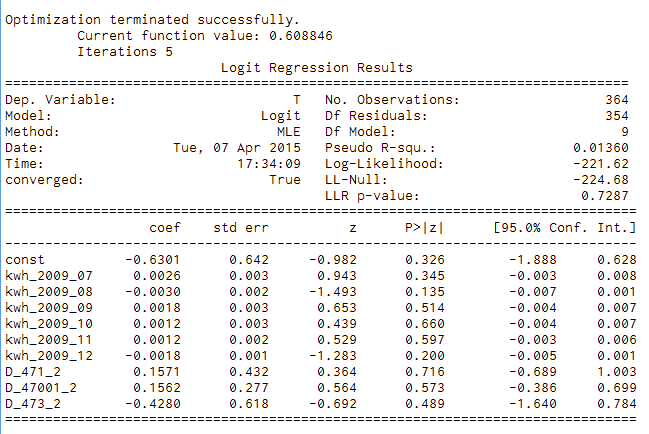 Optimization terminated successfully.
         Current function value: 0.608846
         Iterations 5
                           Logit Regression Results
==============================================================================
Dep. Variable:                      T   No. Observations:                  364
Model:                          Logit   Df Residuals:                      354
Method:                           MLE   Df Model:                            9
Date:                Tue, 07 Apr 2015   Pseudo R-squ.:                 0.01360
Time:                        17:34:09   Log-Likelihood:                -221.62
converged:                       True   LL-Null:                       -224.68
                                        LLR p-value:                    0.7287
===============================================================================
                  coef    std err          z      P>|z|      [95.0% Conf. Int.]
-------------------------------------------------------------------------------
const          -0.6301      0.642     -0.982      0.326        -1.888     0.628
kwh_2009_07     0.0026      0.003      0.943      0.345        -0.003     0.008
kwh_2009_08    -0.0030      0.002     -1.493      0.135        -0.007     0.001
kwh_2009_09     0.0018      0.003      0.653      0.514        -0.004     0.007
kwh_2009_10     0.0012      0.003      0.439      0.660        -0.004     0.007
kwh_2009_11     0.0012      0.002      0.529      0.597        -0.003     0.006
kwh_2009_12    -0.0018      0.001     -1.283      0.200        -0.005     0.001
D_471_2         0.1571      0.432      0.364      0.716        -0.689     1.003
D_47001_2       0.1562      0.277      0.564      0.573        -0.386     0.699
D_473_2        -0.4280      0.618     -0.692      0.489        -1.640     0.784
===============================================================================